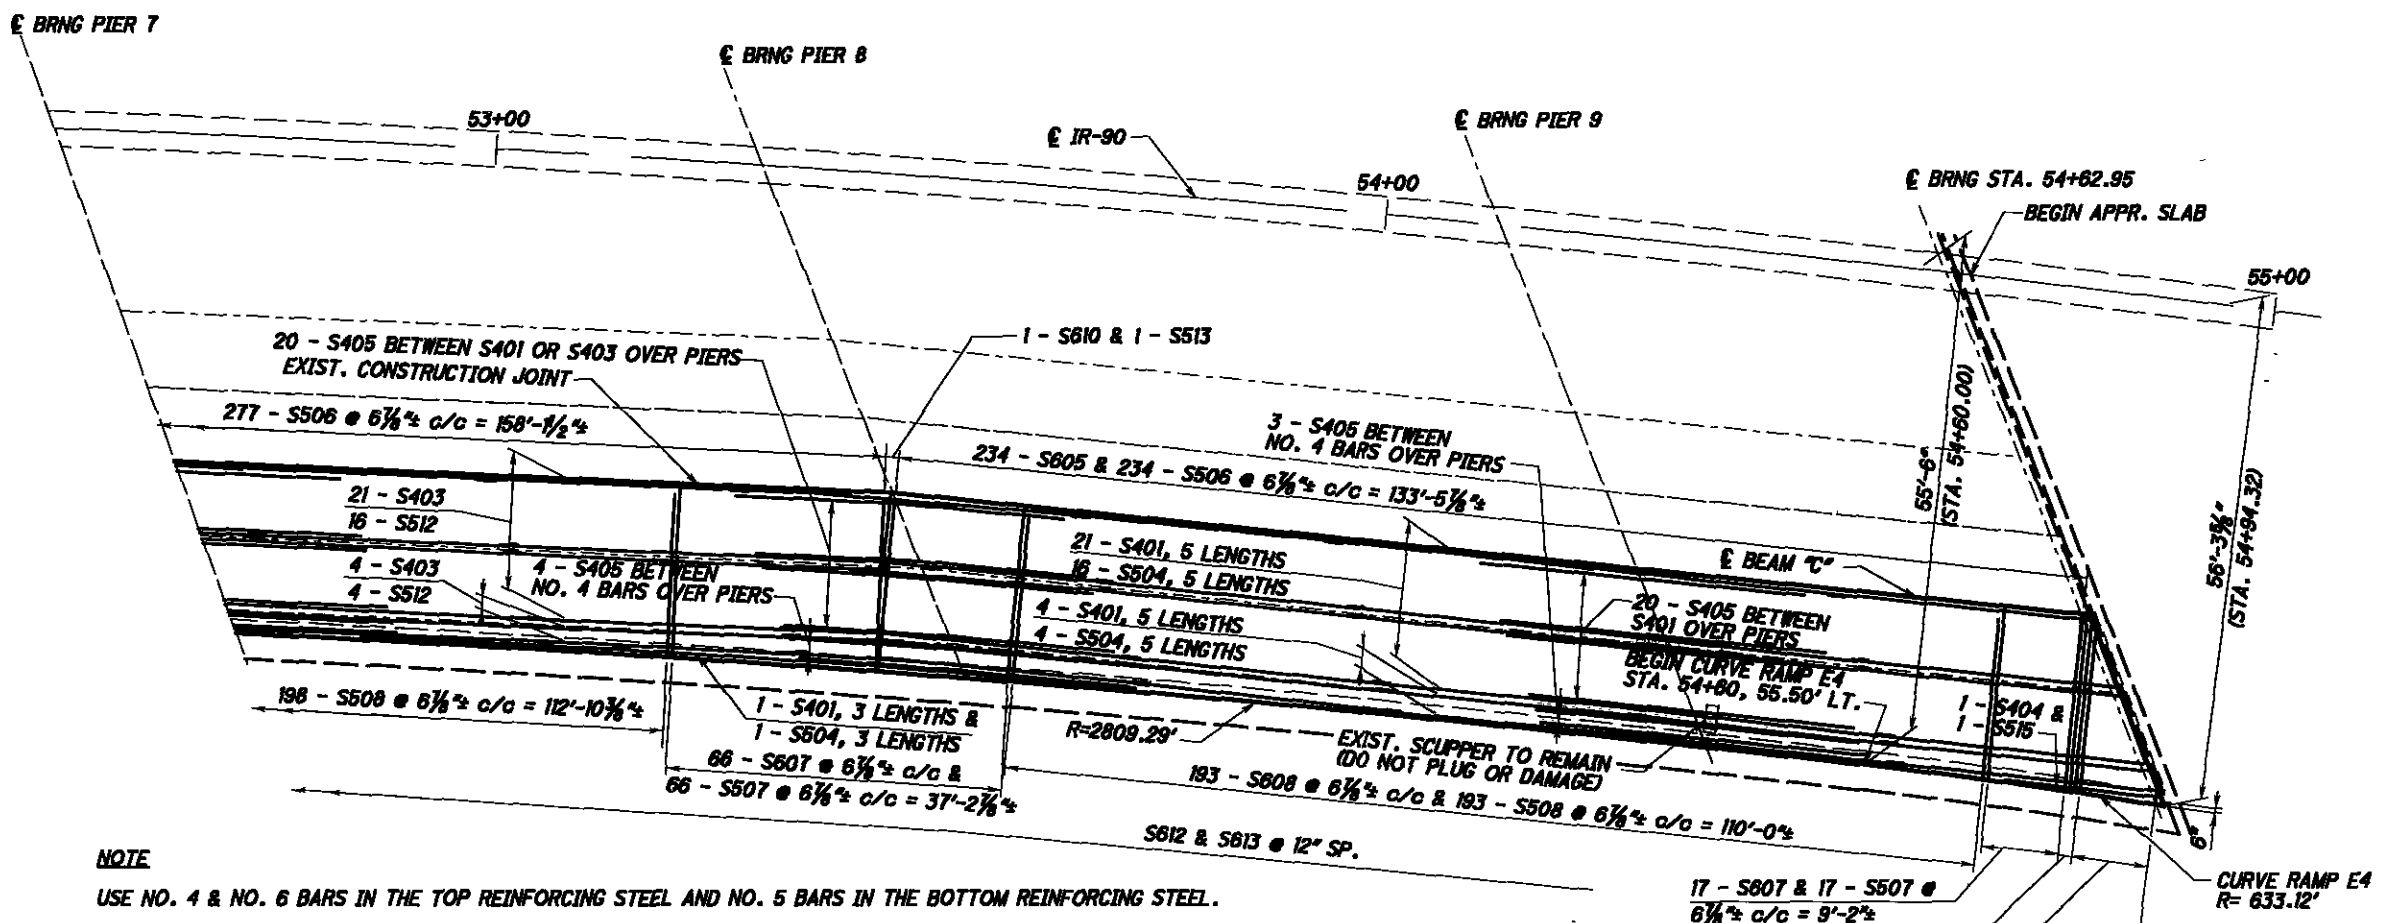 ℄ BRNG PIER 7
℄ BRNG PIER 8
℄ BRNG PIER 9
53+00
℄ IR-90
54+00
℄ BRNG STA. 54+62.95
BEGIN APPR. SLAB
55+00
20 - S405 BETWEEN S401 OR S403 OVER PIERS
EXIST. CONSTRUCTION JOINT
1 - S610 & 1 - S513
277 - S506 @ 6⅞"± c/c = 158'-1½"±
3 - S405 BETWEEN
NO. 4 BARS OVER PIERS
234 - S605 & 234 - S506 @ 6⅞"± c/c = 133'-5⅞"±
55'-6"
(STA. 54+60.00)
56'-3⅝"
(STA. 54+94.32)
21 - S403
16 - S512
4 - S403
4 - S512
4 - S405 BETWEEN
NO. 4 BARS OVER PIERS
21 - S401, 5 LENGTHS
16 - S504, 5 LENGTHS
4 - S401, 5 LENGTHS
4 - S504, 5 LENGTHS
℄ BEAM "C"
20 - S405 BETWEEN
S401 OVER PIERS
BEGIN CURVE RAMP E4
STA. 54+60, 55.50' LT.
1 - S404 &
1 - S515
198 - S508 @ 6⅞"± c/c = 112'-10⅜"±
1 - S401, 3 LENGTHS &
1 - S504, 3 LENGTHS
66 - S607 @ 6⅞"± c/c &
66 - S507 @ 6⅞"± c/c = 37'-2⅞"±
R=2809.29'
EXIST. SCUPPER TO REMAIN
(DO NOT PLUG OR DAMAGE)
193 - S608 @ 6⅞"± c/c & 193 - S508 @ 6⅞"± c/c = 110'-0"±
S612 & S613 @ 12" SP.
6"
17 - S607 & 17 - S507 @
6⅞"± c/c = 9'-2"±
CURVE RAMP E4
R= 633.12'
NOTE
USE NO. 4 & NO. 6 BARS IN THE TOP REINFORCING STEEL AND NO. 5 BARS IN THE BOTTOM REINFORCING STEEL.